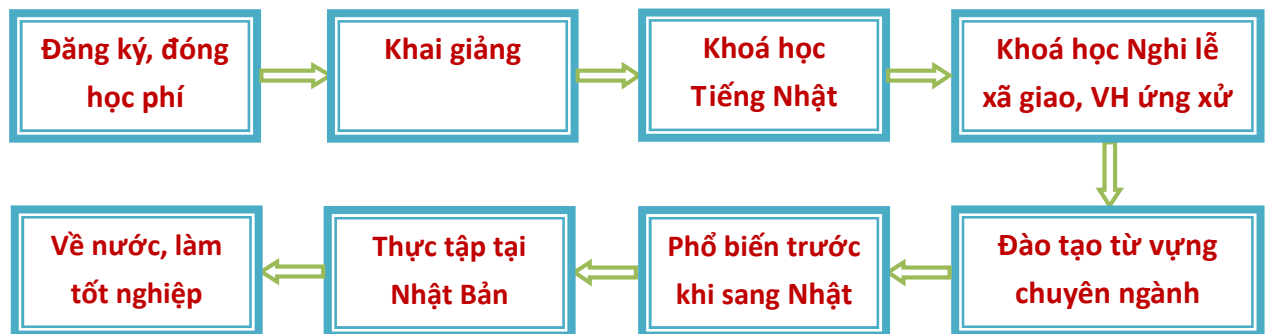 Đăng ký, đóng
học phí
Khai giảng
Khoá học
Tiếng Nhật
Khoá học Nghi lễ
xã giao, VH ứng xử
Đào tạo từ vựng
chuyên ngành
Phổ biến trước
khi sang Nhật
Thực tập tại
Nhật Bản
Về nước, làm
tốt nghiệp